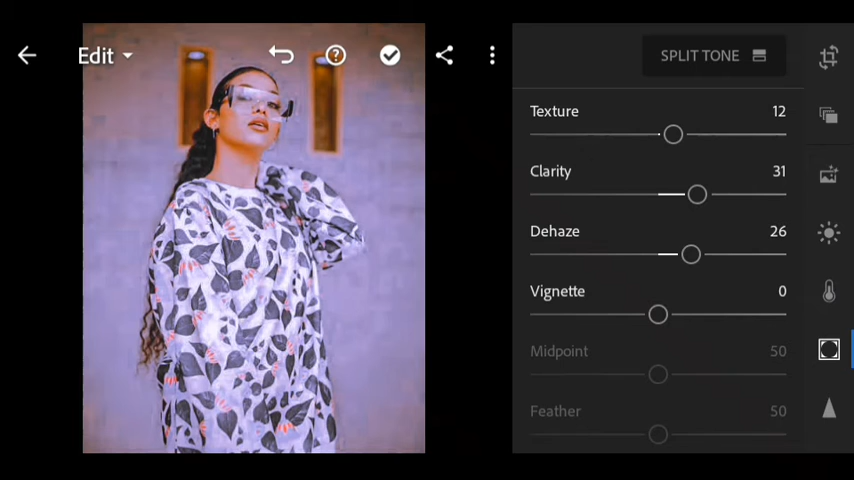 Edit
SPLIT TONE
Texture 12
Clarity 31
Dehaze 26
Vignette 0
Midpoint 50
Feather 50